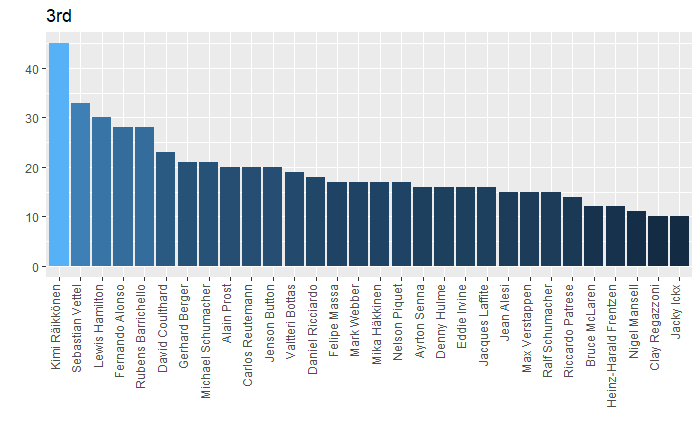 3rd
40
30
20
10
0
Kimi Räikkönen
Sebastian Vettel
Lewis Hamilton
Fernando Alonso
Rubens Barrichello
David Coulthard
Gerhard Berger
Michael Schumacher
Alain Prost
Carlos Reutemann
Jenson Button
Valtteri Bottas
Daniel Ricciardo
Felipe Massa
Mark Webber
Mika Häkkinen
Nelson Piquet
Ayrton Senna
Denny Hulme
Eddie Irvine
Jacques Laffite
Jean Alesi
Max Verstappen
Ralf Schumacher
Riccardo Patrese
Bruce McLaren
Heinz-Harald Frentzen
Nigel Mansell
Clay Regazzoni
Jacky Ickx